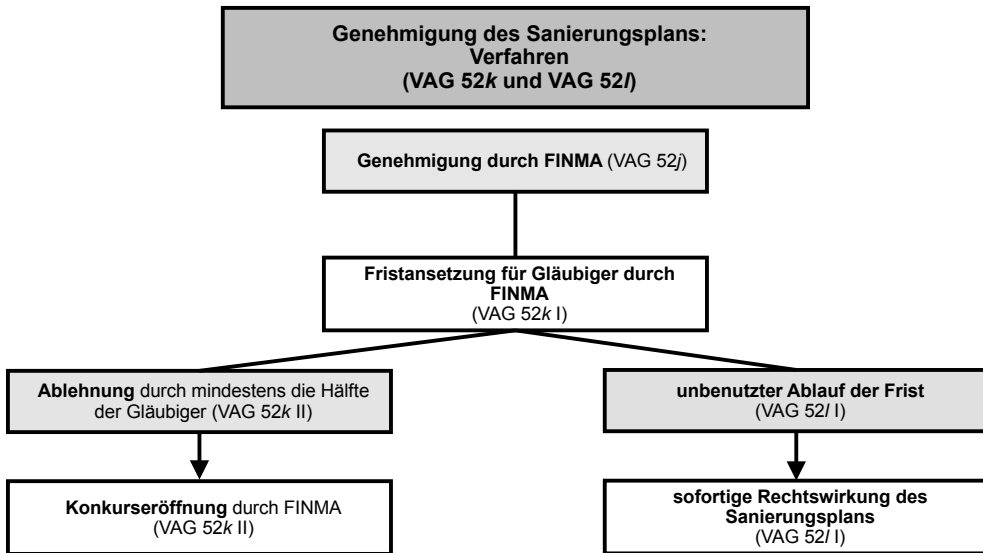 Genehmigung des Sanierungsplans:
Verfahren
(VAG 52k und VAG 52l)
Genehmigung durch FINMA (VAG 52j)
Fristansetzung für Gläubiger durch
FINMA
(VAG 52k I)
Ablehnung durch mindestens die Hälfte
der Gläubiger (VAG 52k II)
unbenutzter Ablauf der Frist
(VAG 52l I)
Konkurseröffnung durch FINMA
(VAG 52k II)
sofortige Rechtswirkung des
Sanierungsplans
(VAG 52l I)